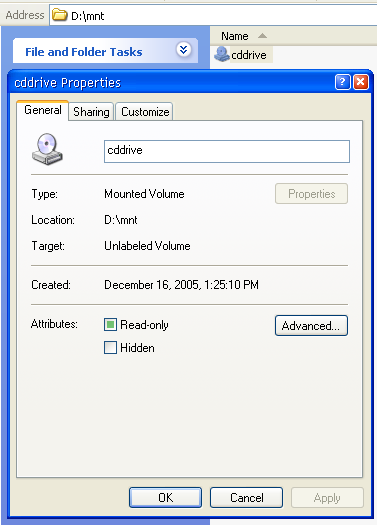 Address D:\mnt
File and Folder Tasks
Name
cddrive
cddrive Properties
General Sharing Customize
cddrive
Type: Mounted Volume Properties
Location: D:\mnt
Target: Unlabeled Volume
Created: December 16, 2005, 1:25:10 PM
Attributes: Read-only Advanced...
Hidden
OK Cancel Apply